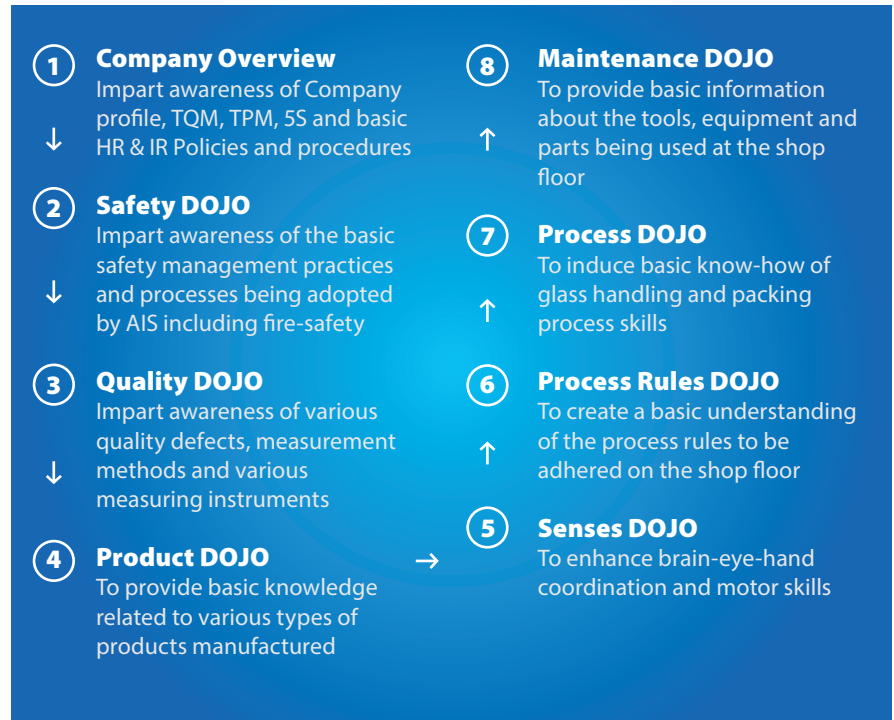 1 Company Overview
Impart awareness of Company
profile, TQM, TPM, 5S and basic
HR & IR Policies and procedures
↓
2 Safety DOJO
Impart awareness of the basic
safety management practices
and processes being adopted
by AIS including fire-safety
↓
3 Quality DOJO
Impart awareness of various
quality defects, measurement
methods and various
measuring instruments
↓
4 Product DOJO →
To provide basic knowledge
related to various types of
products manufactured
5 Senses DOJO
To enhance brain-eye-hand
coordination and motor skills
↑
6 Process Rules DOJO
To create a basic understanding
of the process rules to be
adhered on the shop floor
↑
7 Process DOJO
To induce basic know-how of
glass handling and packing
process skills
↑
8 Maintenance DOJO
To provide basic information
about the tools, equipment and
parts being used at the shop
floor